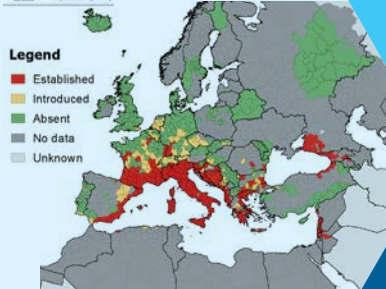 Legend
Established
Introduced
Absent
No data
Unknown